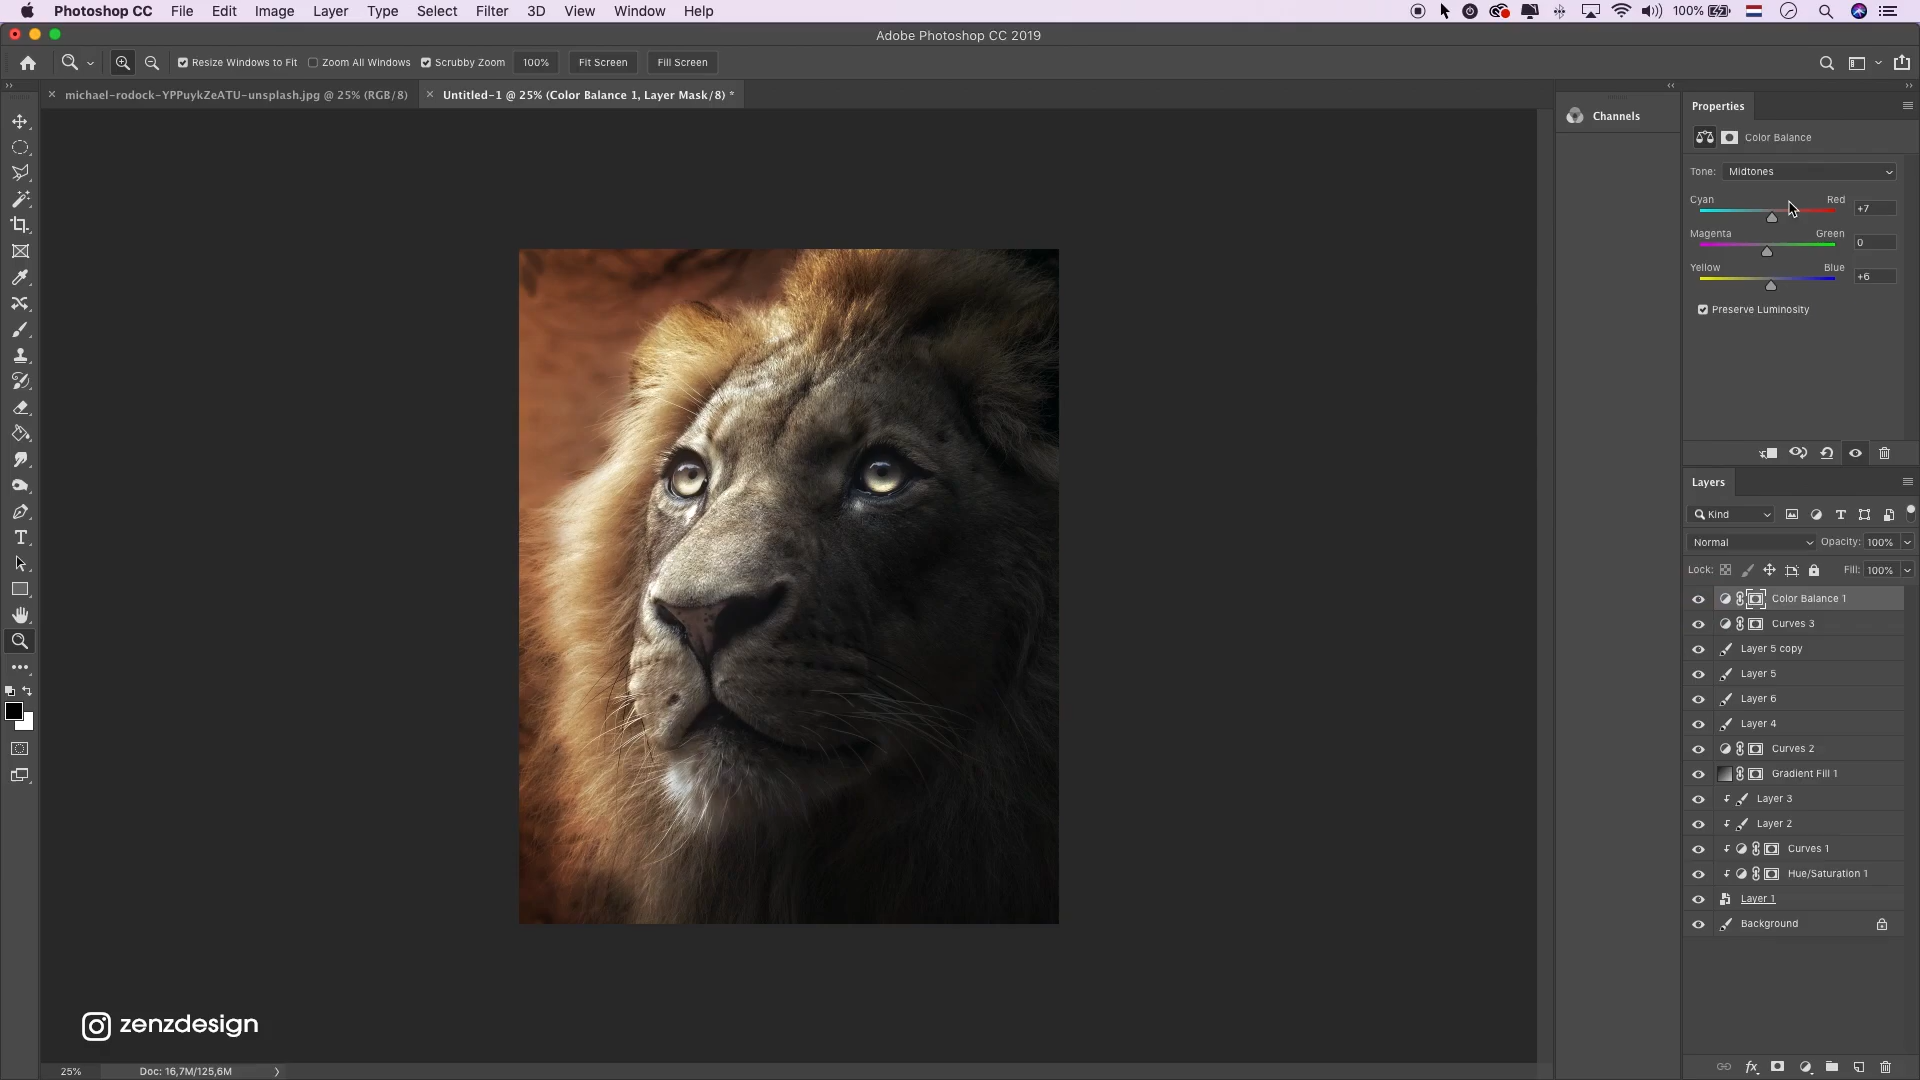 Photoshop CC File Edit Image Layer Type Select Filter 3D View Window Help 100%
Adobe Photoshop CC 2019
Resize Windows to Fit Zoom All Windows Scrubby Zoom 100% Fit Screen Fill Screen
michael-rodock-YPPuykZeATU-unsplash.jpg @ 25% (RGB/8) Untitled-1 @ 25% (Color Balance 1, Layer Mask/8) *
Channels
Properties
Color Balance
Tone: Midtones
Cyan Red +7
Magenta Green 0
Yellow Blue +6
Preserve Luminosity
Layers
Kind
Normal Opacity: 100%
Lock: Fill: 100%
Color Balance 1
Curves 3
Layer 5 copy
Layer 5
Layer 6
Layer 4
Curves 2
Gradient Fill 1
Layer 3
Layer 2
Curves 1
Hue/Saturation 1
Layer 1
Background
zenzdesign
25% Doc: 16,7M/125,6M